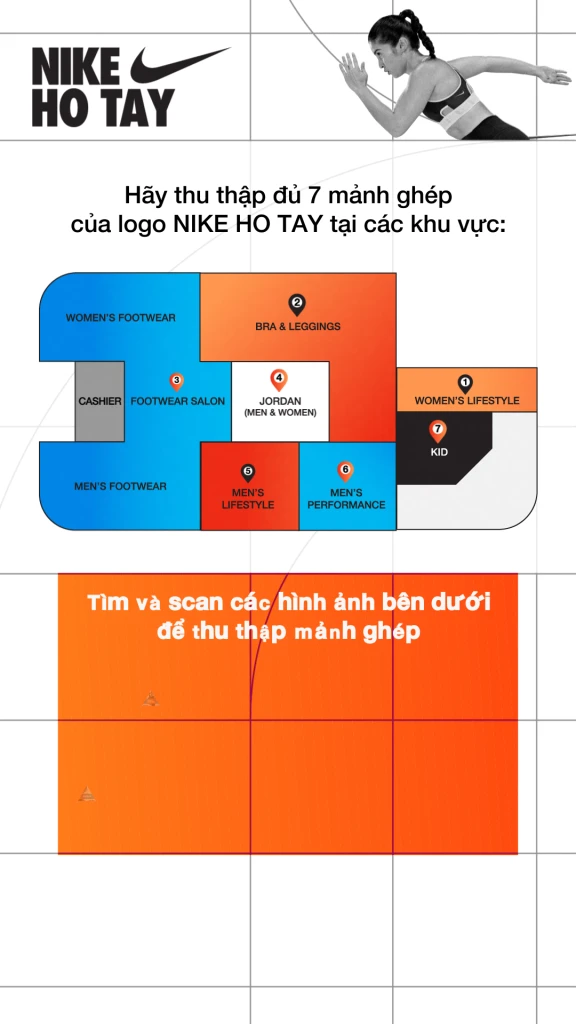 NIKE
HO TAY
Hãy thu thập đủ 7 mảnh ghép
của logo NIKE HO TAY tại các khu vực:
WOMEN'S FOOTWEAR
2
BRA & LEGGINGS
CASHIER
3
FOOTWEAR SALON
4
JORDAN
(MEN & WOMEN)
1
WOMEN'S LIFESTYLE
7
KID
MEN'S FOOTWEAR
5
MEN'S
LIFESTYLE
6
MEN'S
PERFORMANCE
Tìm và scan các hình ảnh bên dưới
để thu thập mảnh ghép